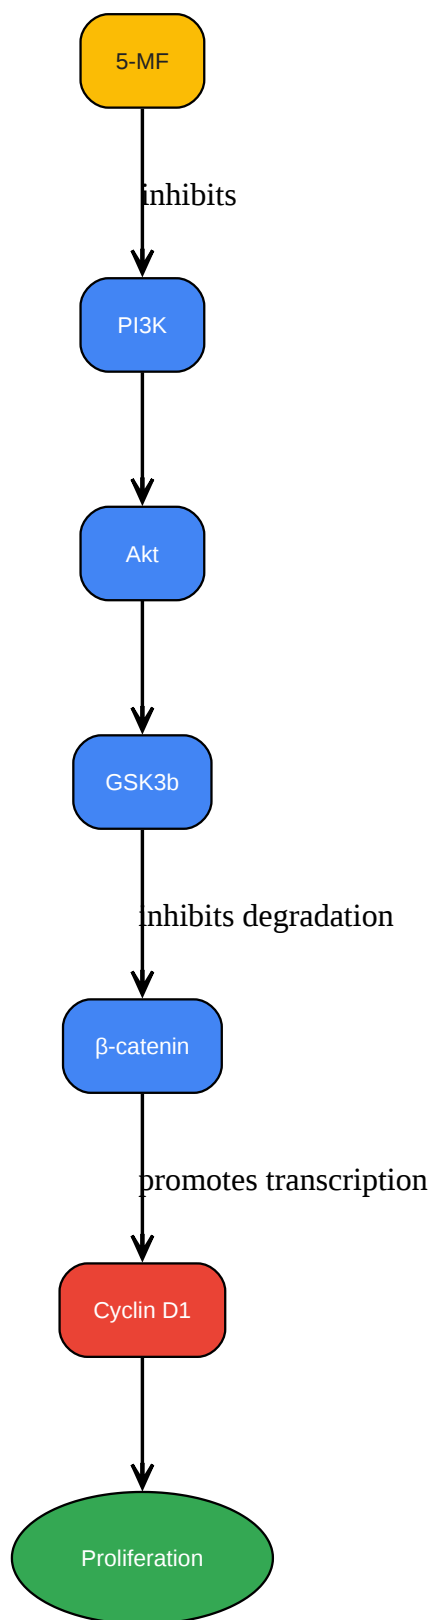 5-MF
inhibits
PI3K
Akt
GSK3b
inhibits degradation
β-catenin
promotes transcription
Cyclin D1
Proliferation